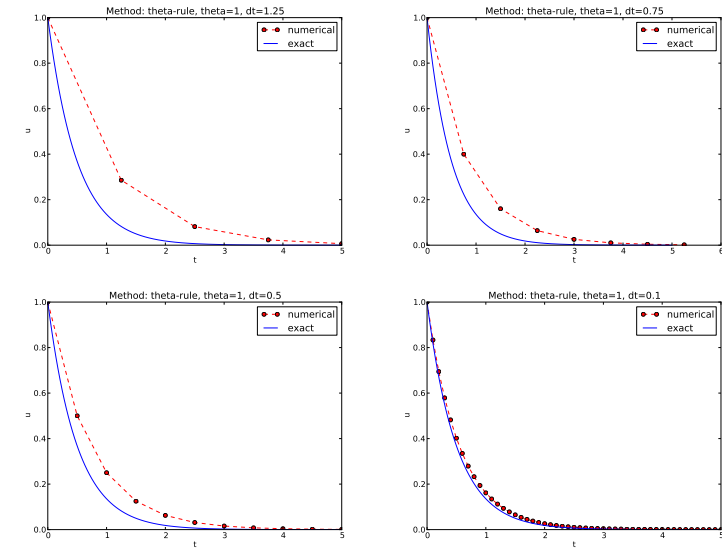 Method: theta-rule, theta=1, dt=1.25
numerical
exact
1.0
0.8
0.6
0.4
0.2
0.0
u
0 1 2 3 4 5
t
Method: theta-rule, theta=1, dt=0.75
numerical
exact
1.0
0.8
0.6
0.4
0.2
0.0
u
0 1 2 3 4 5 6
t
Method: theta-rule, theta=1, dt=0.5
numerical
exact
1.0
0.8
0.6
0.4
0.2
0.0
u
0 1 2 3 4 5
t
Method: theta-rule, theta=1, dt=0.1
numerical
exact
1.0
0.8
0.6
0.4
0.2
0.0
u
0 1 2 3 4 5
t